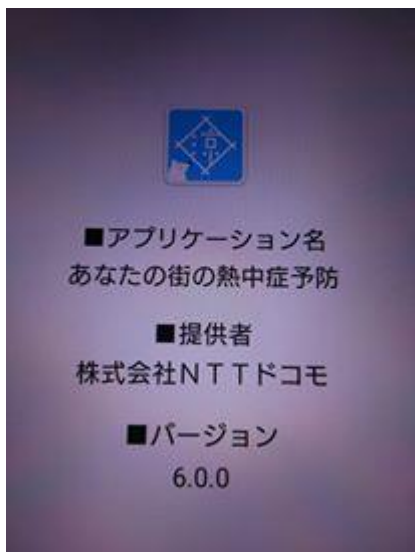 涼
■アプリケーション名
あなたの街の熱中症予防
■提供者
株式会社NTTドコモ
■バージョン
6.0.0